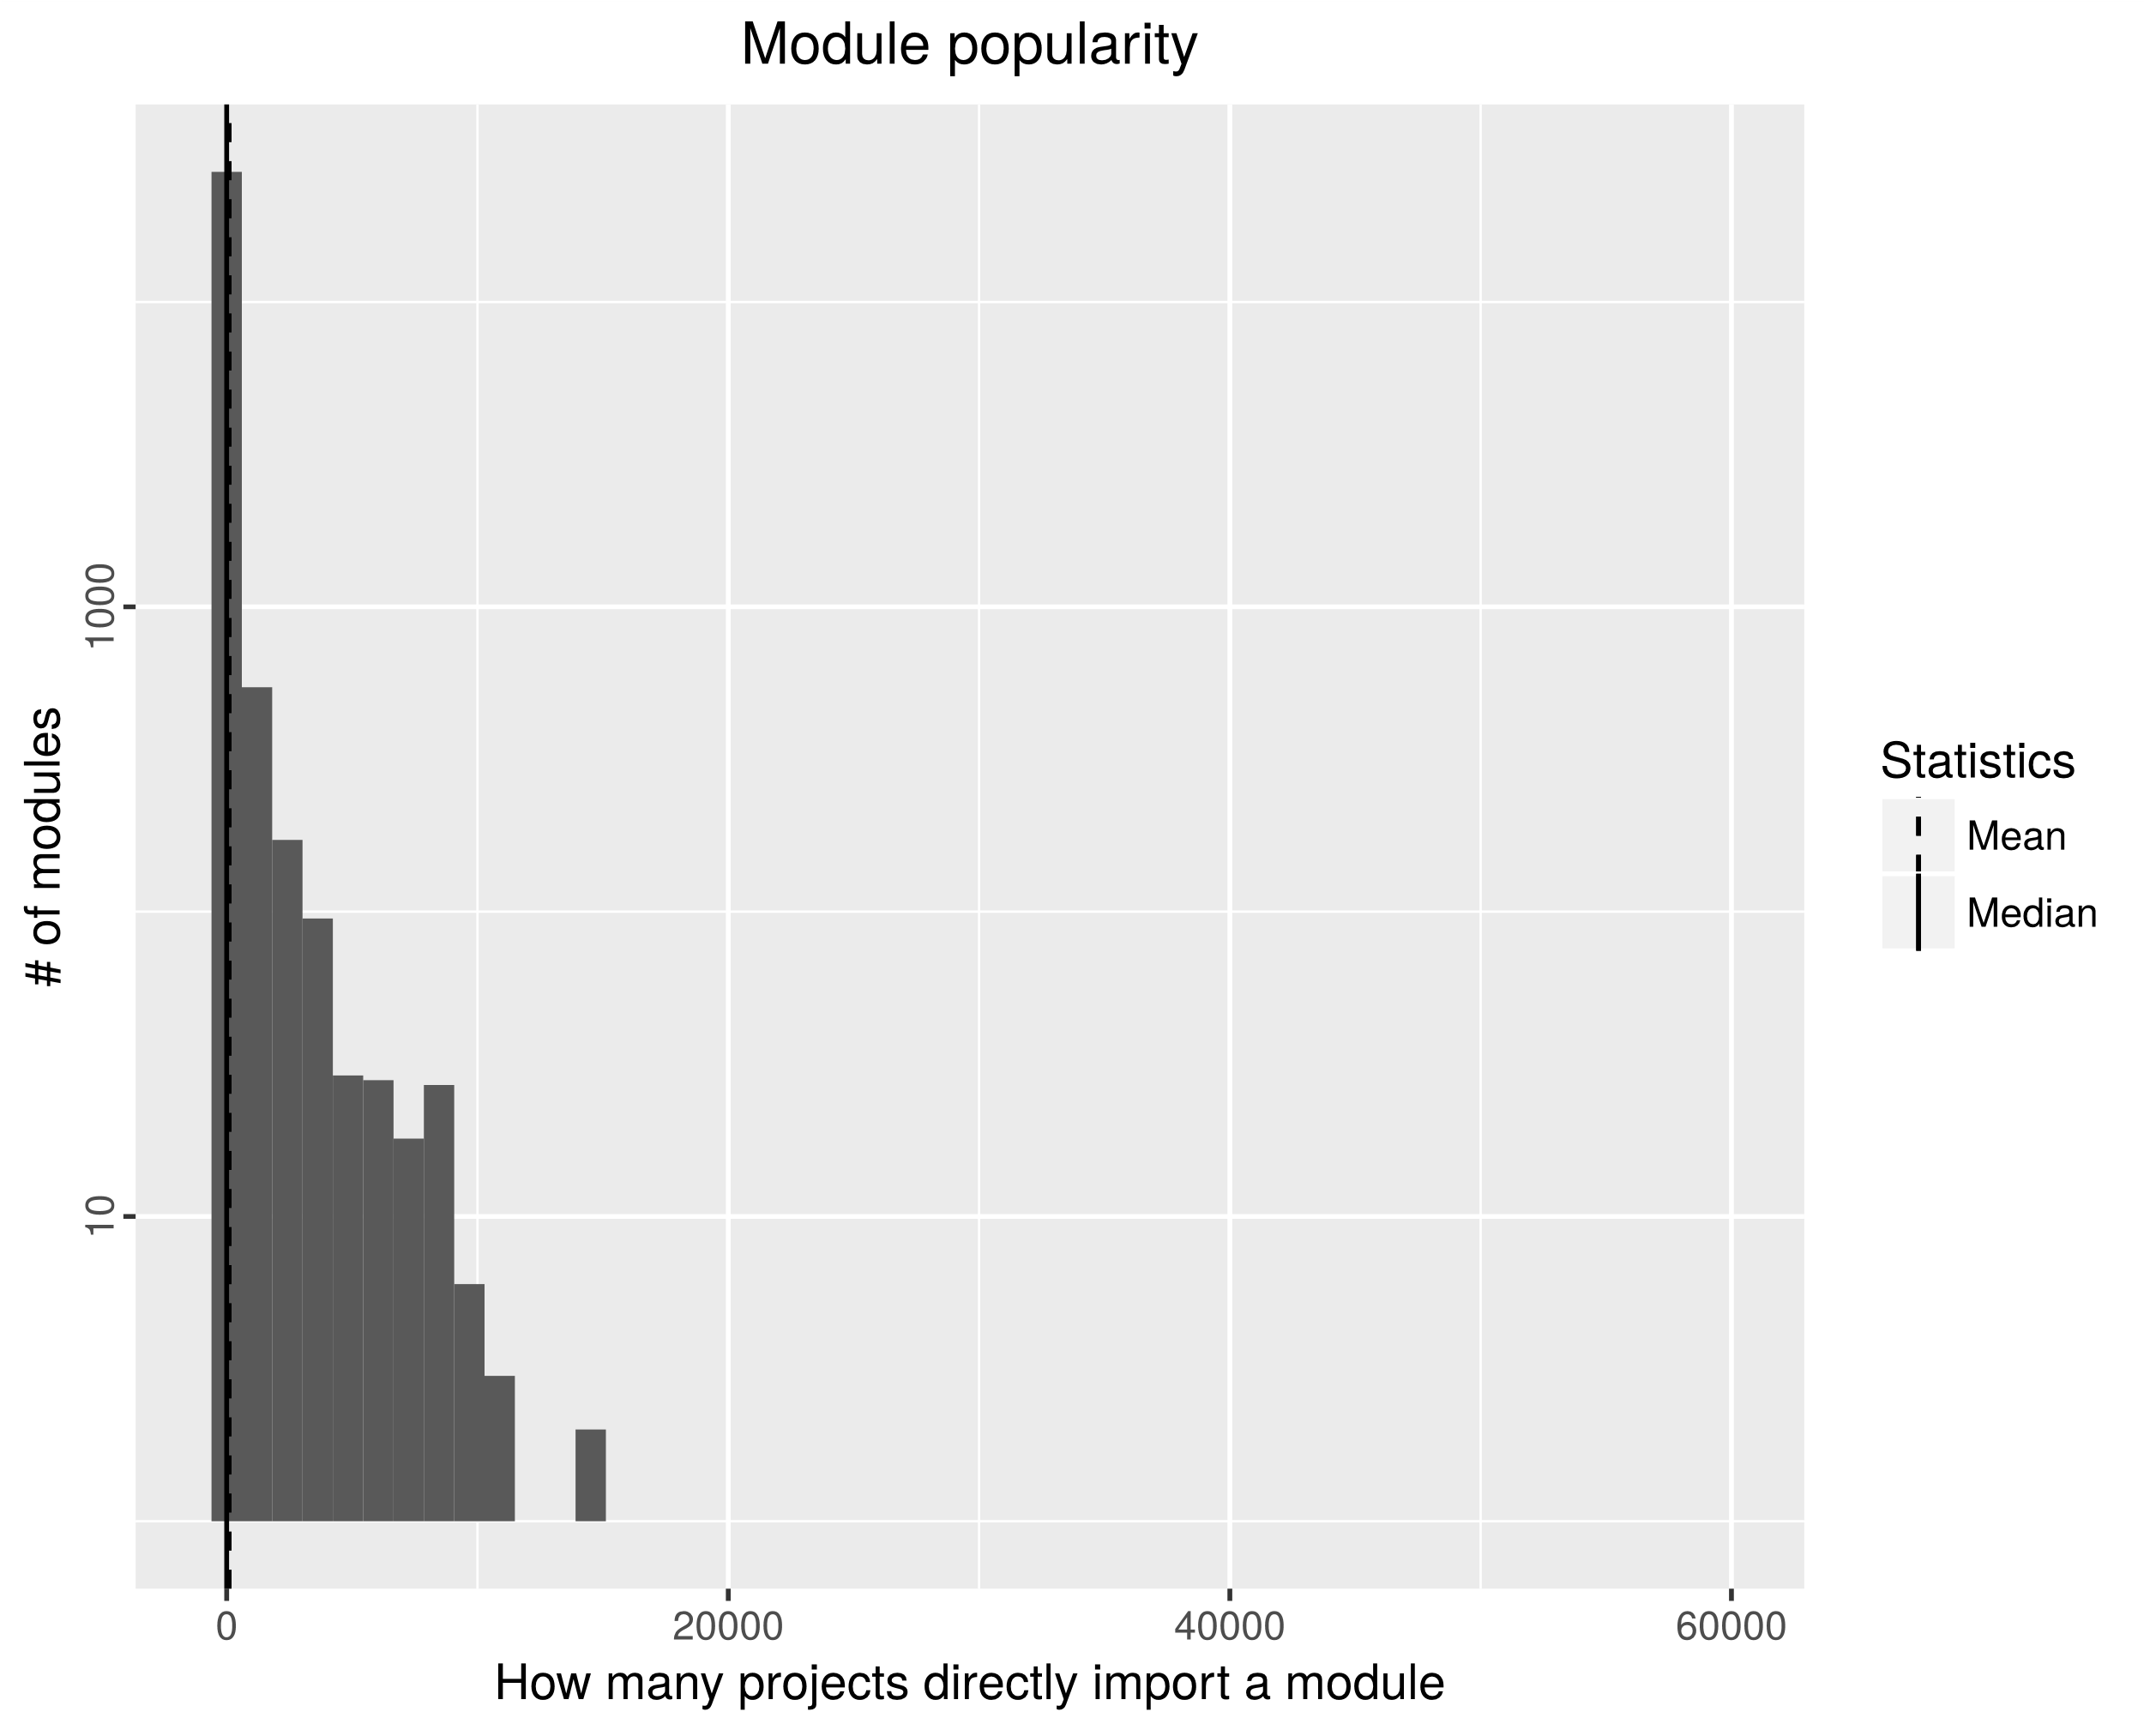 Module popularity
# of modules
1000
10
0 20000 40000 60000
How many projects directly import a module
Statistics
Mean
Median